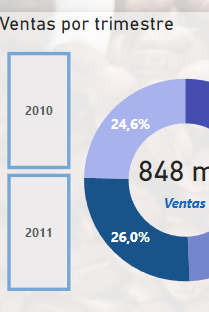 Ventas por trimestre
2010
24,6%
848 m
Ventas
2011
26,0%